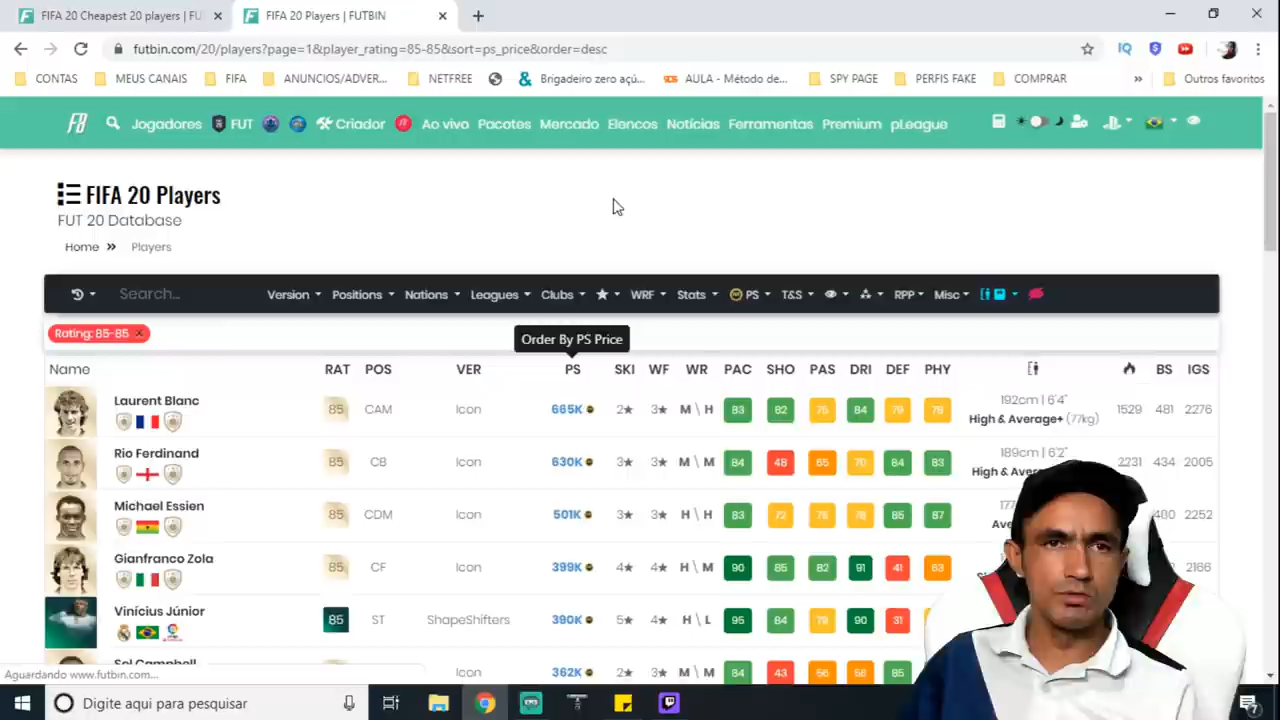 FIFA 20 Cheapest 20 players | FU
FIFA 20 Players | FUTBIN
futbin.com/20/players?page=1&player_rating=85-85&sort=ps_price&order=desc
CONTAS MEUS CANAIS FIFA ANUNCIOS/ADVER... NETFREE Brigadeiro zero açú... AULA - Método de... SPY PAGE PERFIS FAKE COMPRAR » Outros favoritos
Jogadores FUT Criador Ao vivo Pacotes Mercado Elencos Notícias Ferramentas Premium pLeague
FIFA 20 Players
FUT 20 Database
Home » Players
Search... Version Positions Nations Leagues Clubs WRF Stats PS T&S RPP Misc
Rating: 85-85 ×
Order By PS Price
Name RAT POS VER PS SKI WF WR PAC SHO PAS DRI DEF PHY BS IGS
Laurent Blanc 85 CAM Icon 665K 2★ 3★ M \ H 83 82 75 84 79 78 192cm | 6'4" High & Average+ (77kg) 1529 481 2276
Rio Ferdinand 85 CB Icon 630K 3★ 3★ M \ M 84 48 65 70 84 83 189cm | 6'2" High & Aver 2231 434 2005
Michael Essien 85 CDM Icon 501K 3★ 3★ H \ H 83 72 78 78 85 87 Ave 480 2252
Gianfranco Zola 85 CF Icon 399K 4★ 4★ H \ M 90 85 82 91 41 63 2166
Vinícius Júnior 85 ST ShapeShifters 390K 5★ 4★ H \ L 95 84 79 90 31
Sol Campbell Icon 362K 2★ 3★ M \ M 84 43 56 58 85
Aguardando www.futbin.com...
Digite aqui para pesquisar
7